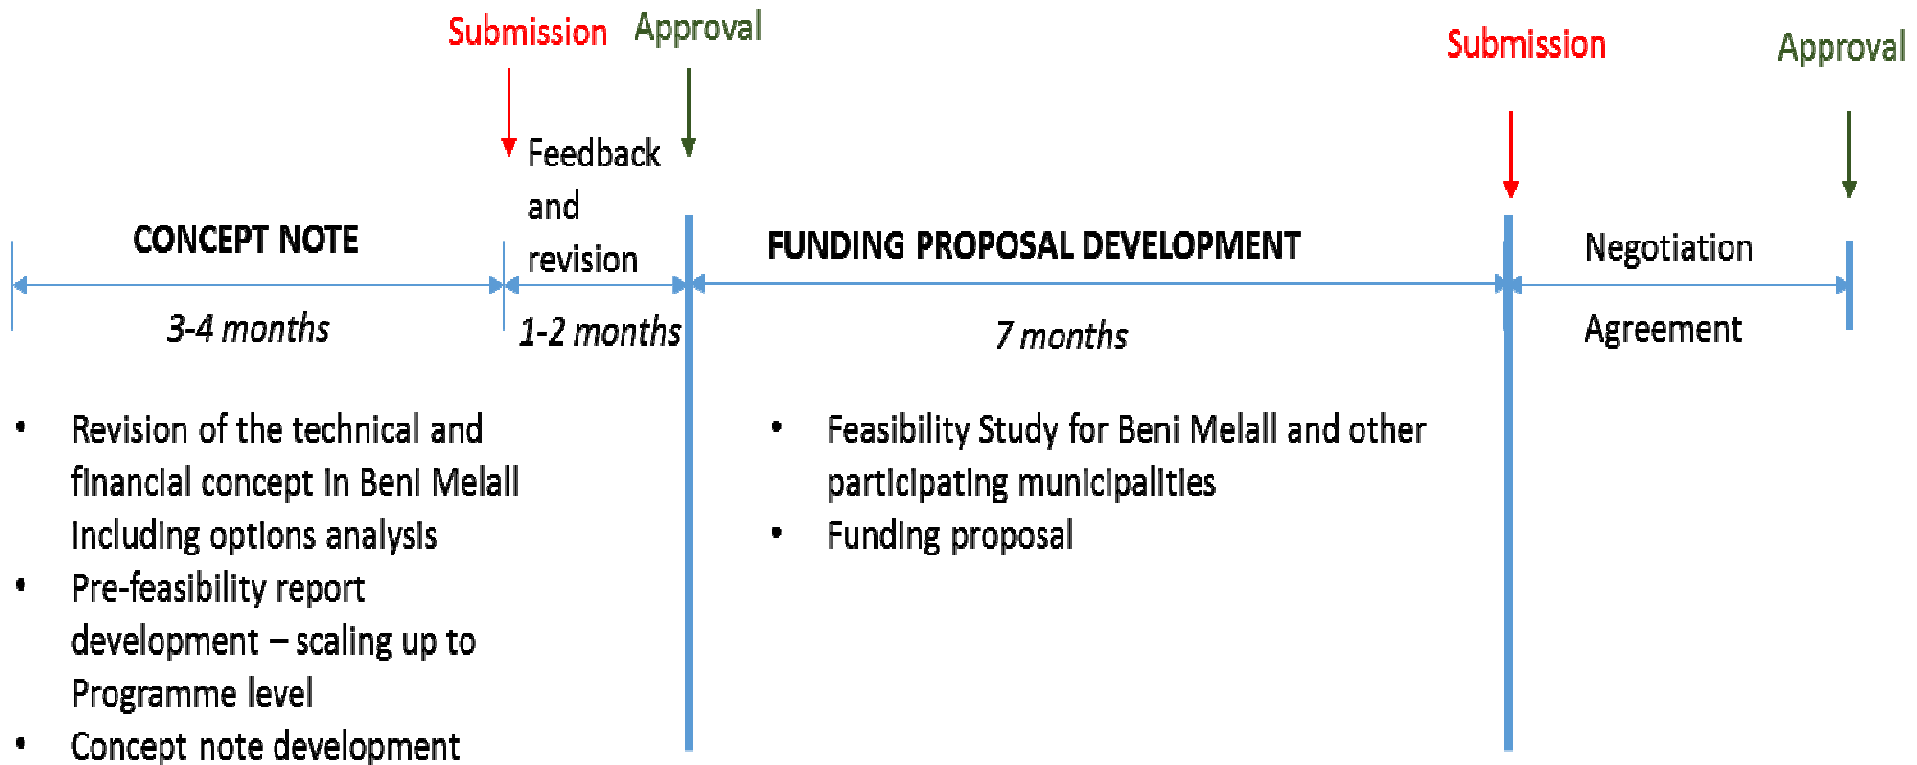 Submission Approval
Submission
Approval
Feedback
and
revision
CONCEPT NOTE
3-4 months
1-2 months
FUNDING PROPOSAL DEVELOPMENT
7 months
Negotiation
Agreement
• Revision of the technical and
financial concept in Beni Melall
Including options analysis
• Pre-feasibility report
development – scaling up to
Programme level
• Concept note development
• Feasibility Study for Beni Melall and other
participating municipalities
• Funding proposal